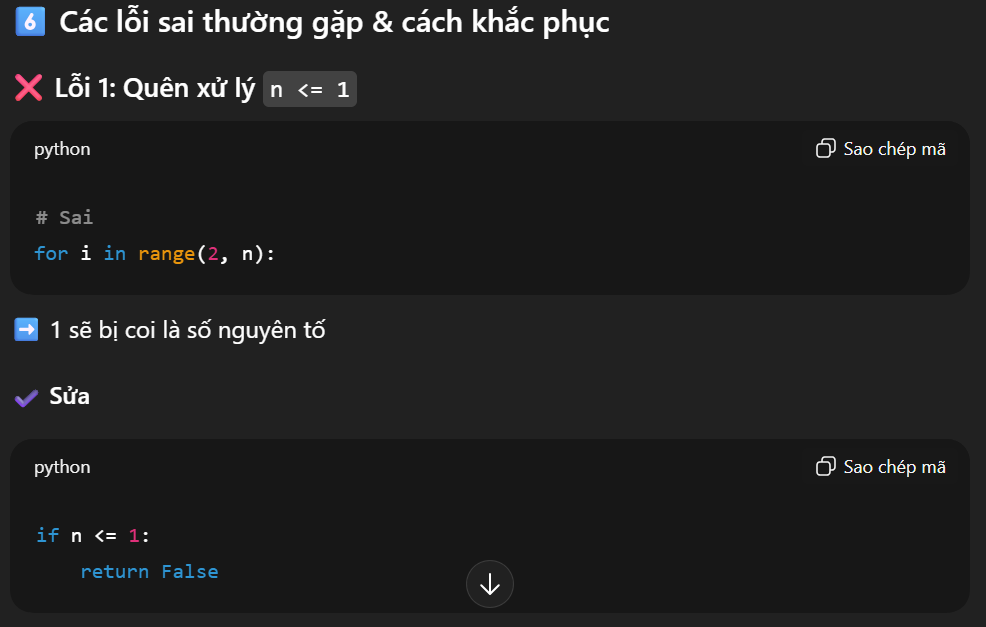 6 Các lỗi sai thường gặp & cách khắc phục
❌ Lỗi 1: Quên xử lý n <= 1
python
Sao chép mã
# Sai
for i in range(2, n):
➡️ 1 sẽ bị coi là số nguyên tố
✔ Sửa
python
Sao chép mã
if n <= 1:
    return False